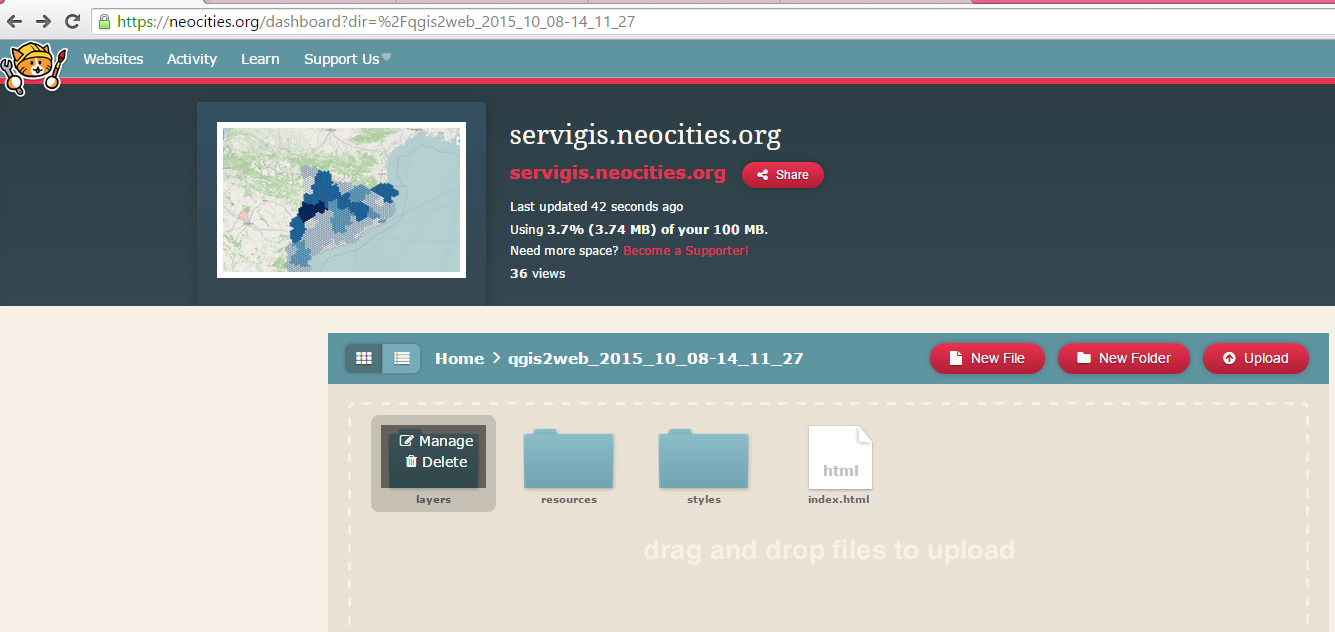 https://neocities.org/dashboard?dir=%2Fqgis2web_2015_10_08-14_11_27
Websites Activity Learn Support Us
servigis.neocities.org
servigis.neocities.org Share
Last updated 42 seconds ago
Using 3.7% (3.74 MB) of your 100 MB.
Need more space? Become a Supporter!
36 views
Home qgis2web_2015_10_08-14_11_27 New File New Folder Upload
Manage
Delete
html
layers resources styles index.html
drag and drop files to upload